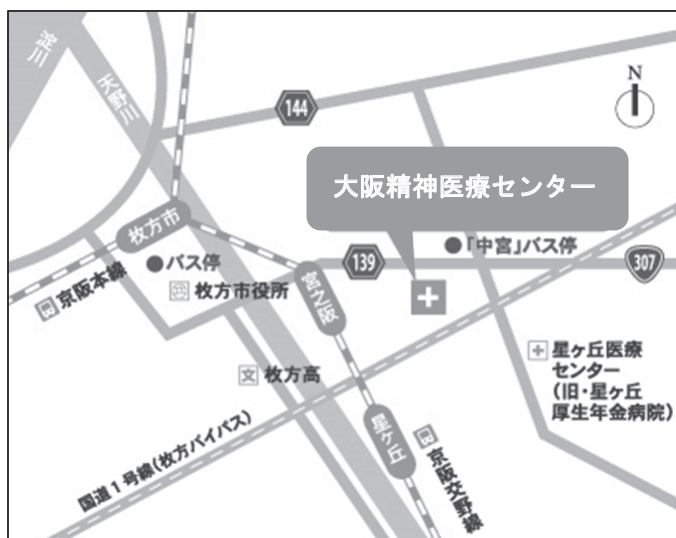 淀川
天野川
N
144
大阪精神医療センター
枚方市
バス停
139
「中宮」バス停
307
京阪本線
枚方市役所
宮之阪
文
枚方高
星ヶ丘医療
センター
(旧・星ヶ丘
厚生年金病院)
星ヶ丘
国道1号線(枚方バイパス)
京阪交野線